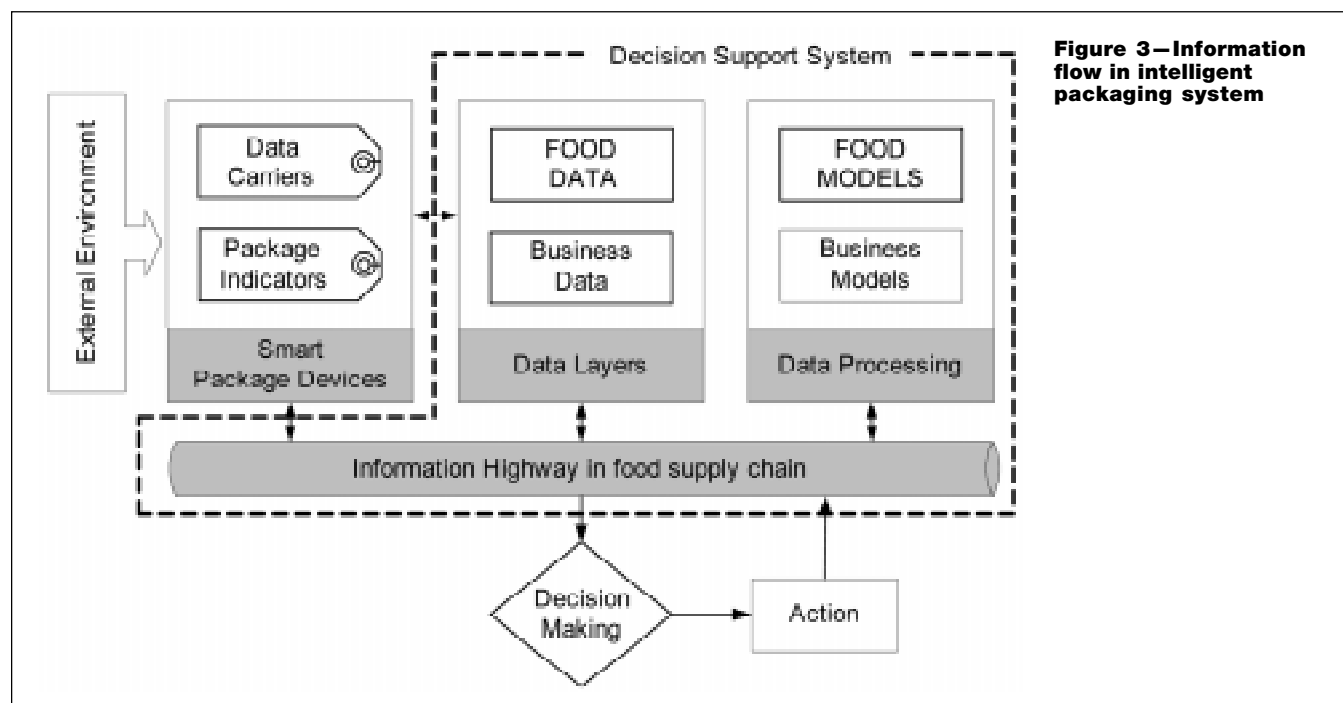 Decision Support System
Figure 3—Information
flow in intelligent
packaging system
External Environment
Data
Carriers
Package
Indicators
Smart
Package Devices
FOOD
DATA
Business
Data
Data Layers
FOOD
MODELS
Business
Models
Data Processing
Information Highway in food supply chain
Decision
Making
Action